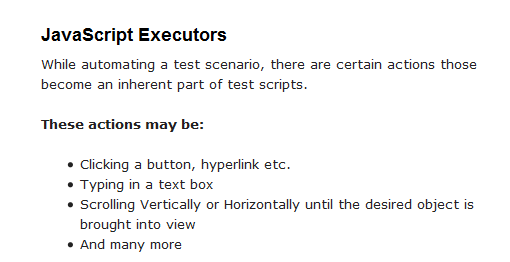 JavaScript Executors
While automating a test scenario, there are certain actions those
become an inherent part of test scripts.
These actions may be:
• Clicking a button, hyperlink etc.
• Typing in a text box
• Scrolling Vertically or Horizontally until the desired object is
brought into view
• And many more